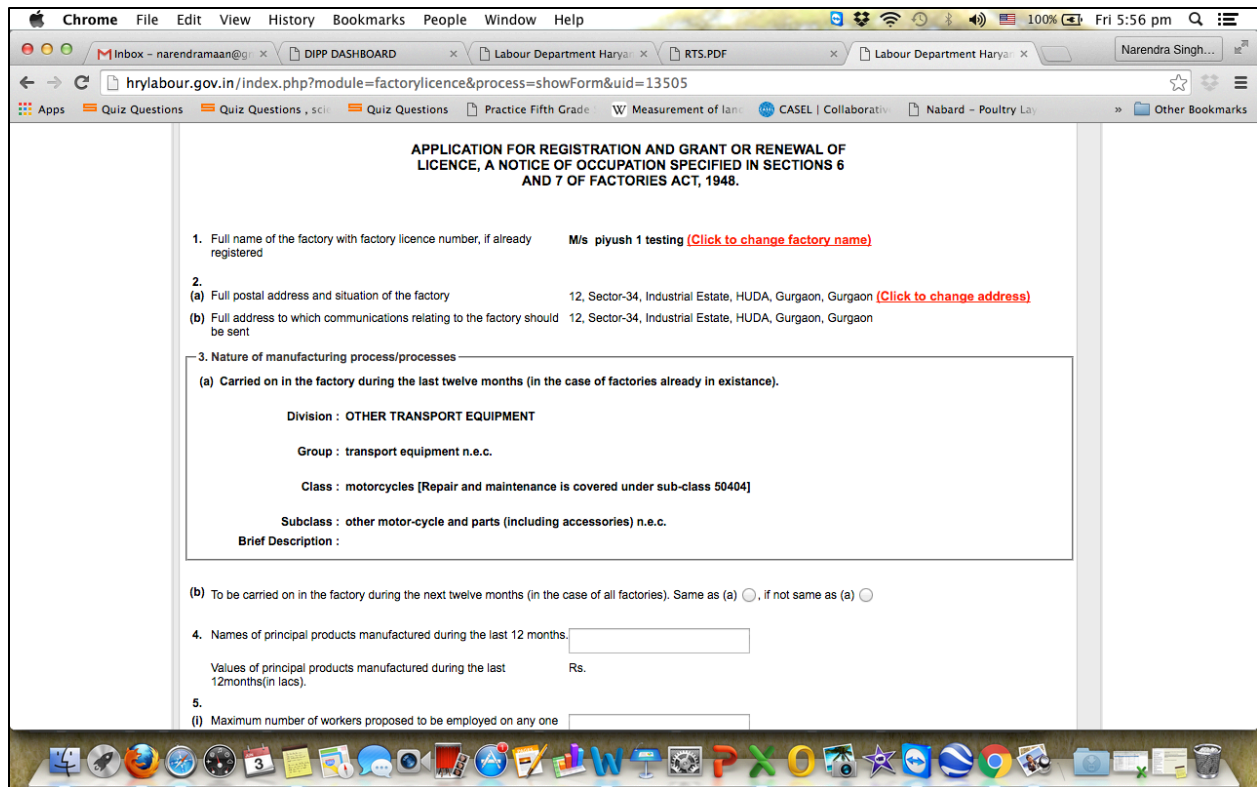 Chrome File Edit View History Bookmarks People Window Help 100% Fri 5:56 pm
Inbox – narendramaan@gm DIPP DASHBOARD Labour Department Haryan RTS.PDF Labour Department Haryan Narendra Singh...
hrylabour.gov.in/index.php?module=factorylicence&process=showForm&uid=13505
Apps Quiz Questions Quiz Questions , scie Quiz Questions Practice Fifth Grade W Measurement of land CASEL | Collaborativ Nabard – Poultry Lay » Other Bookmarks
APPLICATION FOR REGISTRATION AND GRANT OR RENEWAL OF
LICENCE, A NOTICE OF OCCUPATION SPECIFIED IN SECTIONS 6
AND 7 OF FACTORIES ACT, 1948.
1. Full name of the factory with factory licence number, if already M/s piyush 1 testing (Click to change factory name)
registered
2.
(a) Full postal address and situation of the factory 12, Sector-34, Industrial Estate, HUDA, Gurgaon, Gurgaon (Click to change address)
(b) Full address to which communications relating to the factory should 12, Sector-34, Industrial Estate, HUDA, Gurgaon, Gurgaon
be sent
3. Nature of manufacturing process/processes
(a) Carried on in the factory during the last twelve months (in the case of factories already in existance).
Division : OTHER TRANSPORT EQUIPMENT
Group : transport equipment n.e.c.
Class : motorcycles [Repair and maintenance is covered under sub-class 50404]
Subclass : other motor-cycle and parts (including accessories) n.e.c.
Brief Description :
(b) To be carried on in the factory during the next twelve months (in the case of all factories). Same as (a) , if not same as (a)
4. Names of principal products manufactured during the last 12 months.
Values of principal products manufactured during the last Rs.
12months(in lacs).
5.
(i) Maximum number of workers proposed to be employed on any one
3